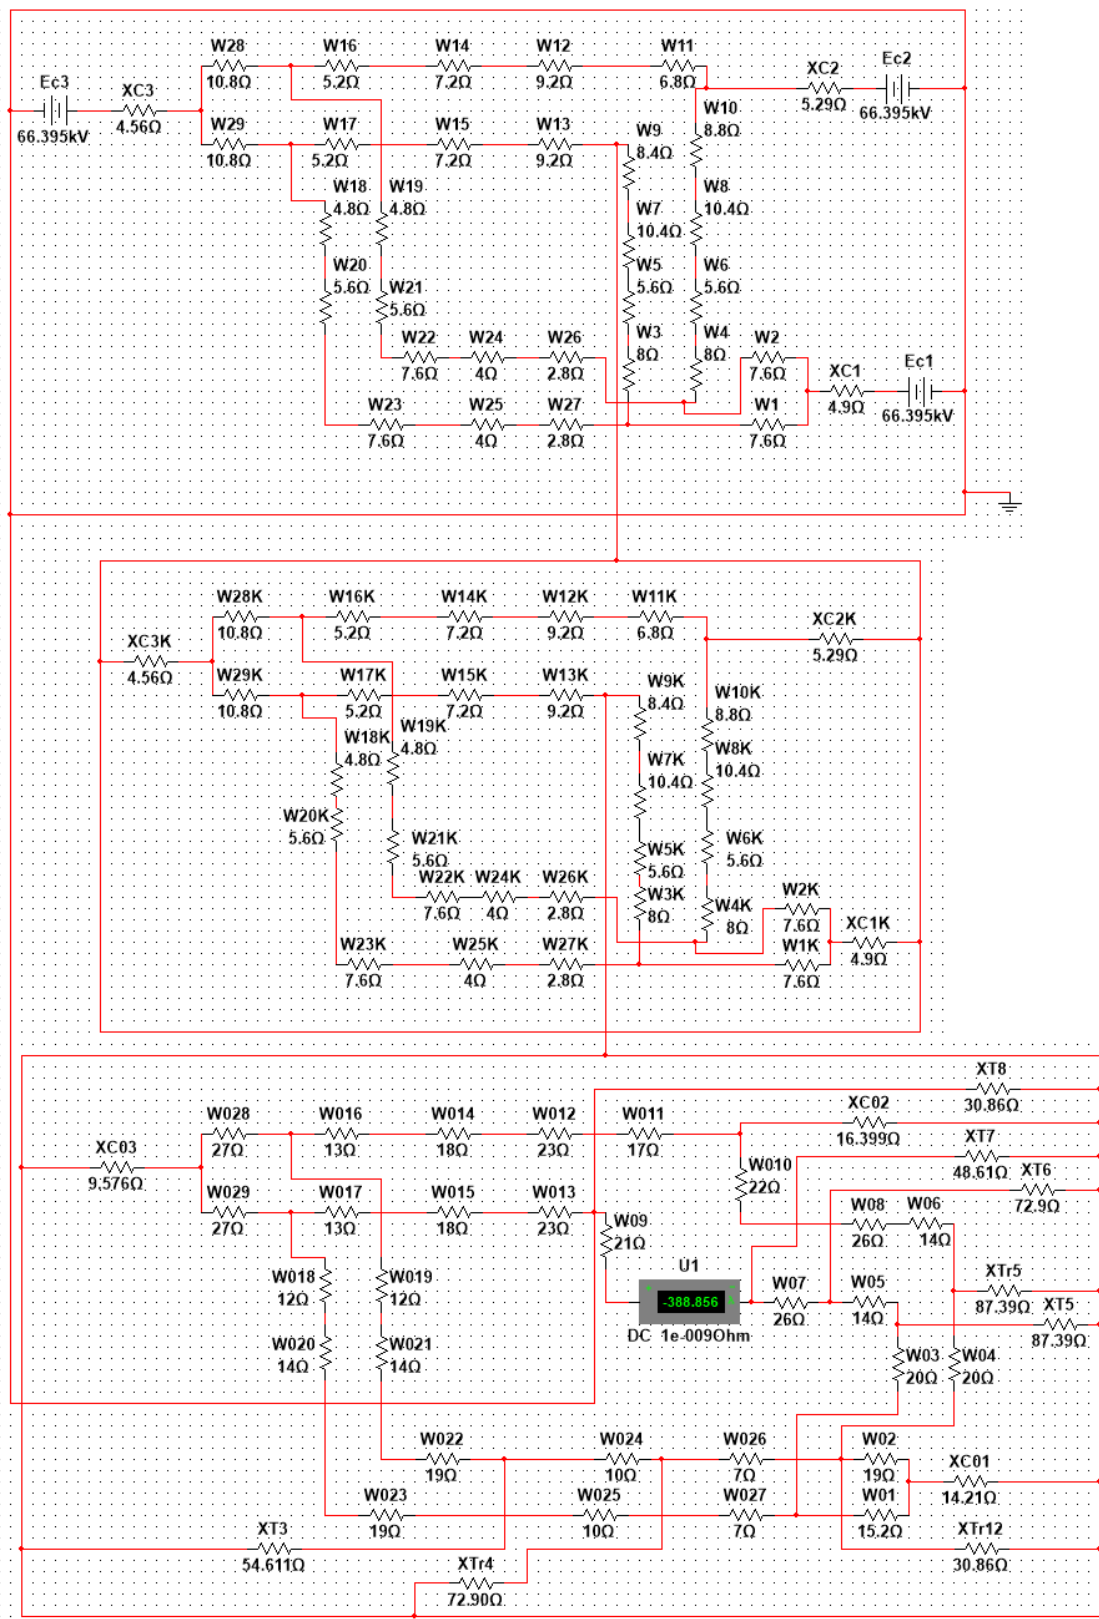 W28
10.8Ω
W16
5.2Ω
W14
7.2Ω
W12
9.2Ω
W11
6.8Ω
Ec3
66.395kV
XC3
4.56Ω
XC2
5.29Ω
Ec2
66.395kV
W29
10.8Ω
W17
5.2Ω
W15
7.2Ω
W13
9.2Ω
W9
8.4Ω
W10
8.8Ω
W18
4.8Ω
W19
4.8Ω
W7
10.4Ω
W8
10.4Ω
W20
5.6Ω
W21
5.6Ω
W5
5.6Ω
W6
5.6Ω
W22
7.6Ω
W24
4Ω
W26
2.8Ω
W3
8Ω
W4
8Ω
W2
7.6Ω
XC1
4.9Ω
Ec1
66.395kV
W23
7.6Ω
W25
4Ω
W27
2.8Ω
W1
7.6Ω
W28K
10.8Ω
W16K
5.2Ω
W14K
7.2Ω
W12K
9.2Ω
W11K
6.8Ω
XC3K
4.56Ω
XC2K
5.29Ω
W29K
10.8Ω
W17K
5.2Ω
W15K
7.2Ω
W13K
9.2Ω
W9K
8.4Ω
W10K
8.8Ω
W18K
4.8Ω
W19K
4.8Ω
W7K
10.4Ω
W8K
10.4Ω
W20K
5.6Ω
W21K
5.6Ω
W5K
5.6Ω
W6K
5.6Ω
W22K
7.6Ω
W24K
4Ω
W26K
2.8Ω
W3K
8Ω
W4K
8Ω
W2K
7.6Ω
XC1K
4.9Ω
W23K
7.6Ω
W25K
4Ω
W27K
2.8Ω
W1K
7.6Ω
XT8
30.86Ω
W028
27Ω
W016
13Ω
W014
18Ω
W012
23Ω
W011
17Ω
XC02
16.399Ω
XC03
9.576Ω
XT7
48.61Ω
W010
22Ω
XT6
72.9Ω
W029
27Ω
W017
13Ω
W015
18Ω
W013
23Ω
W09
21Ω
W08
26Ω
W06
14Ω
W018
12Ω
W019
12Ω
U1
-388.856
DC 1e-009Ohm
W07
26Ω
W05
14Ω
XTr5
87.39Ω
XT5
87.39Ω
W020
14Ω
W021
14Ω
W03
20Ω
W04
20Ω
W022
19Ω
W024
10Ω
W026
7Ω
W02
19Ω
XC01
14.21Ω
W023
19Ω
W025
10Ω
W027
7Ω
W01
15.2Ω
XT3
54.611Ω
XTr12
30.86Ω
XTr4
72.90Ω